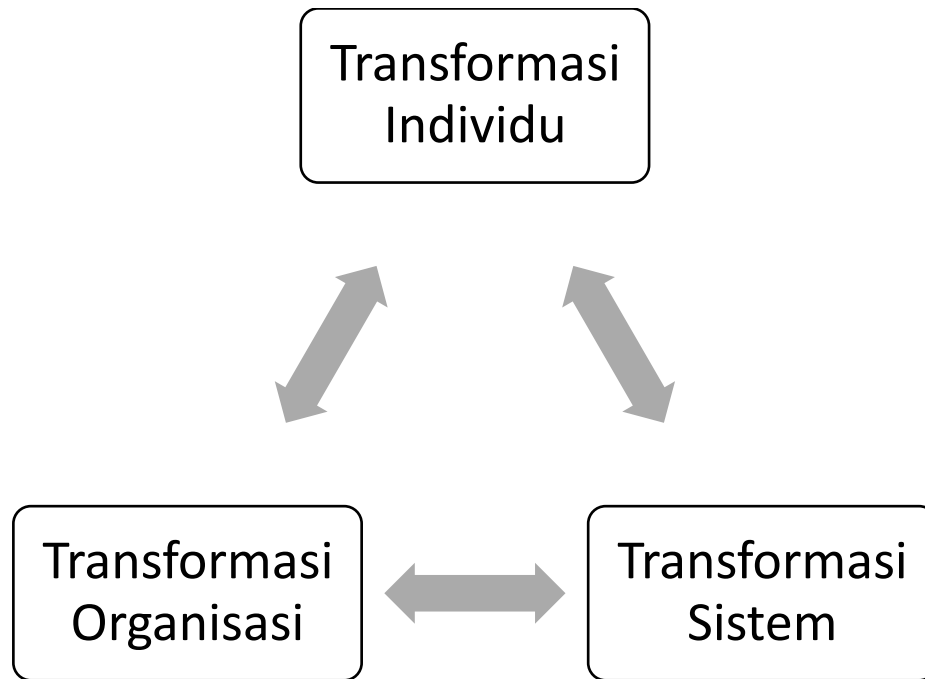 Transformasi
Individu
Transformasi
Organisasi
Transformasi
Sistem